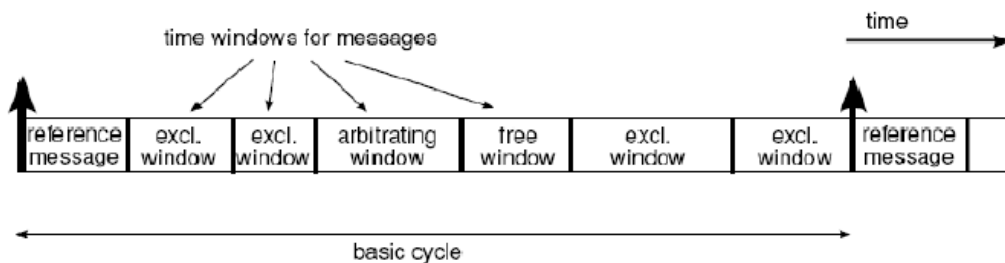 time
time windows for messages
reference message
excl. window
excl. window
arbitrating window
free window
excl. window
excl. window
reference message
basic cycle